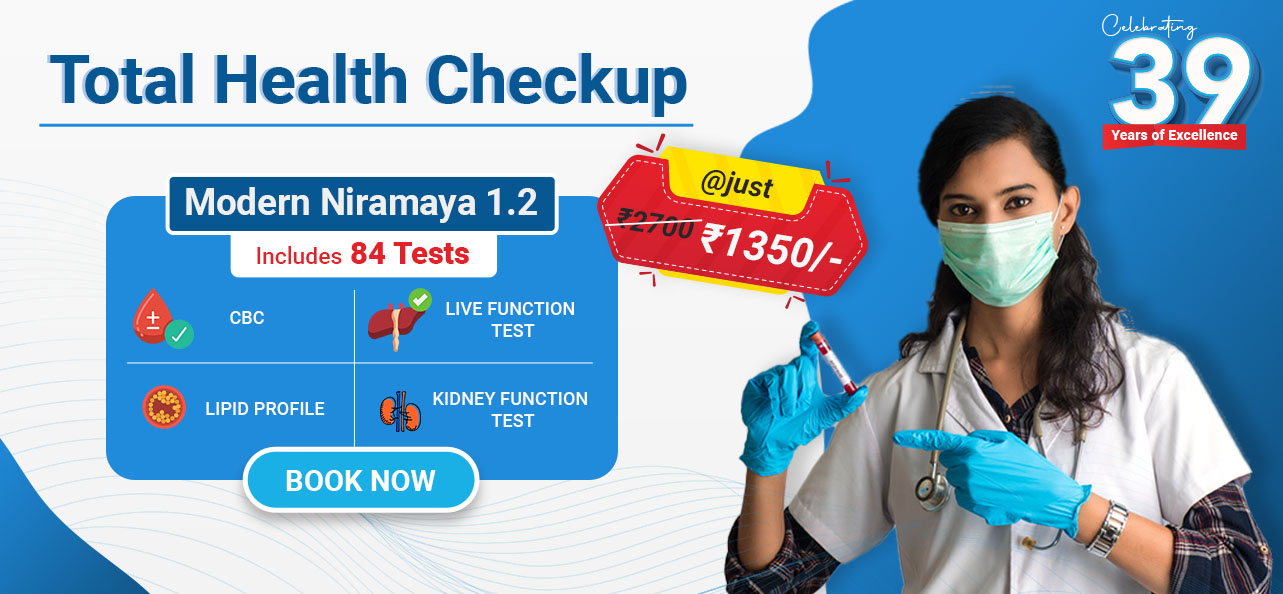 Total Health Checkup
Celebrating
39
Years of Excellence
Modern Niramaya 1.2
Includes 84 Tests
@just
₹2700 ₹1350/-
CBC
LIVE FUNCTION
TEST
LIPID PROFILE
KIDNEY FUNCTION
TEST
BOOK NOW